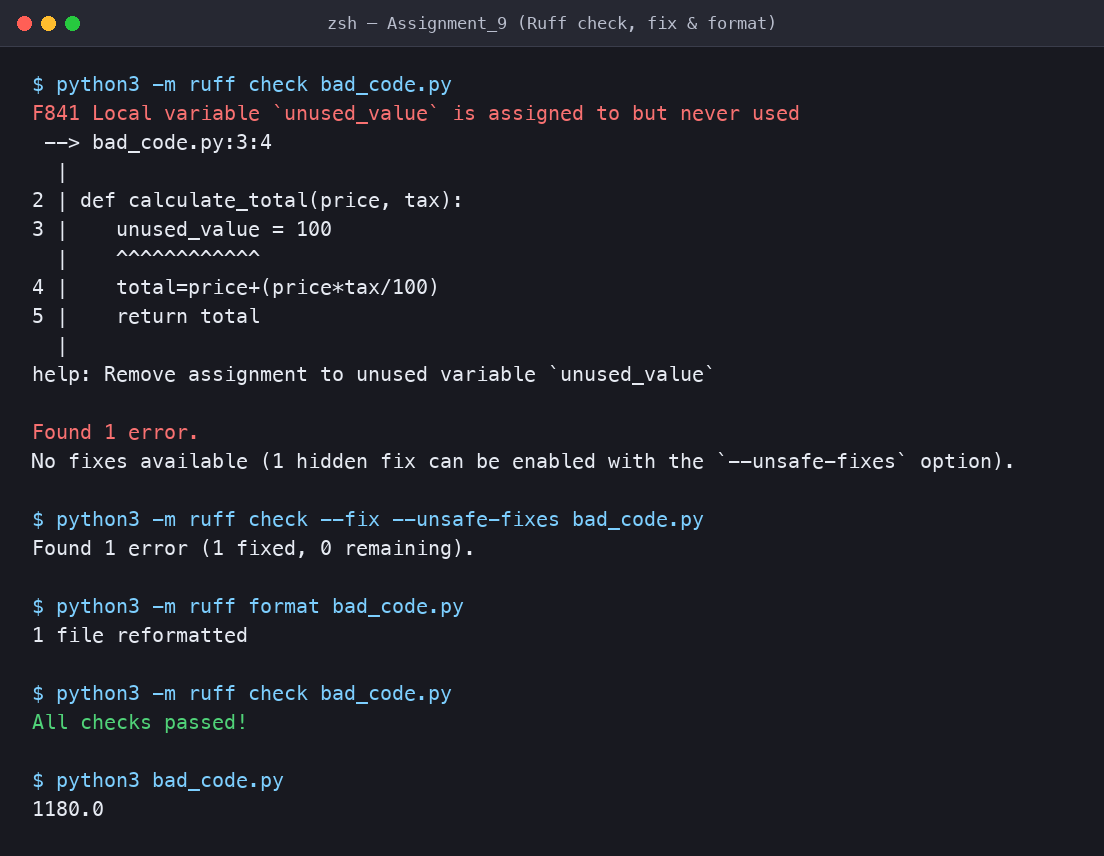 zsh — Assignment_9 (Ruff check, fix & format)
$ python3 -m ruff check bad_code.py
F841 Local variable `unused_value` is assigned to but never used
 --> bad_code.py:3:4
  |
2 | def calculate_total(price, tax):
3 |    unused_value = 100
  |    ^^^^^^^^^^^^
4 |    total=price+(price*tax/100)
5 |    return total
  |
help: Remove assignment to unused variable `unused_value`
Found 1 error.
No fixes available (1 hidden fix can be enabled with the `--unsafe-fixes` option).
$ python3 -m ruff check --fix --unsafe-fixes bad_code.py
Found 1 error (1 fixed, 0 remaining).
$ python3 -m ruff format bad_code.py
1 file reformatted
$ python3 -m ruff check bad_code.py
All checks passed!
$ python3 bad_code.py
1180.0